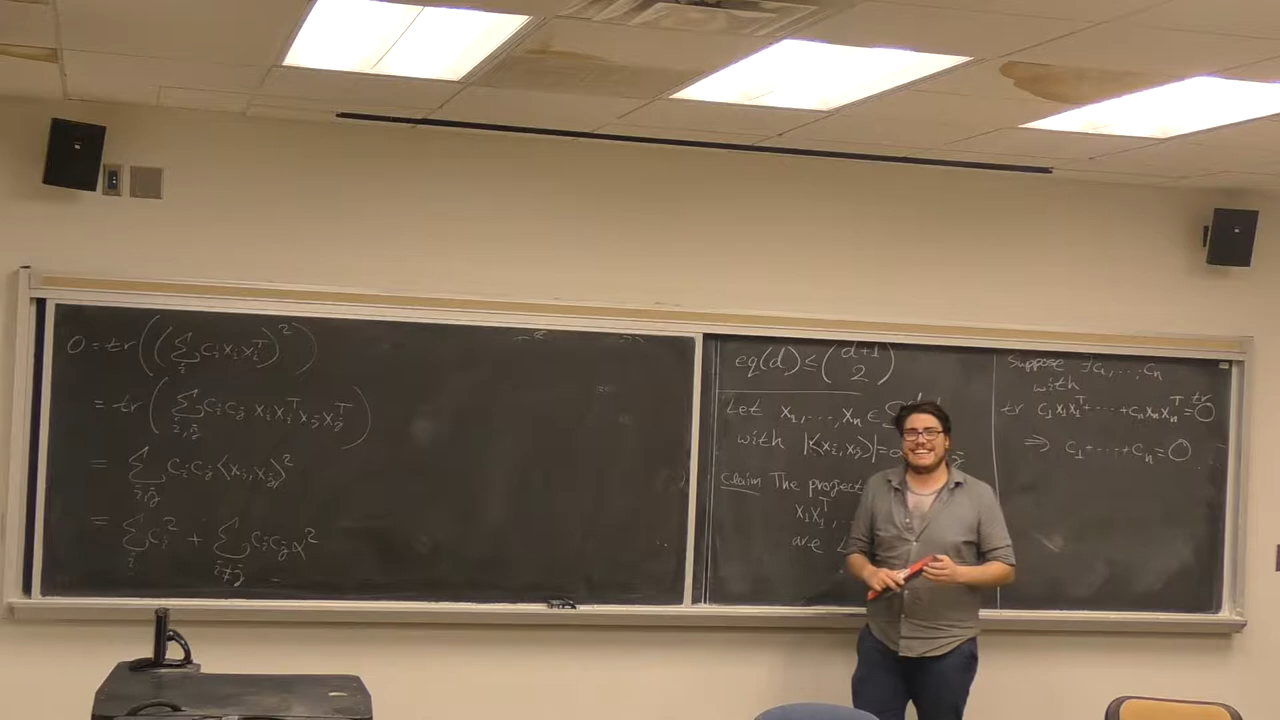 0 = tr((∑_i c_i x_i x_i^T)^2)
= tr(∑_{i,j} c_i c_j x_i x_i^T x_j x_j^T)
= ∑_{i,j} c_i c_j ⟨x_i, x_j⟩^2
= ∑_i c_i^2 + ∑_{i≠j} c_i c_j α^2
eq(d) ≤ (d+1 2)
Let x_1, ..., x_n ∈
with |⟨x_i, x_j⟩| =
Claim The project
x_1 x_1^T, .
are
Suppose ∃ c_1, ..., c_n
with
tr c_1 x_1 x_1^T + ... + c_n x_n x_n^T = tr 0
⇒ c_1 + ... + c_n = 0